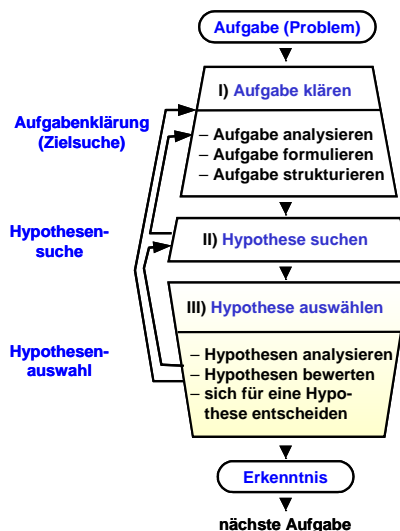 Aufgabe (Problem)
I) Aufgabe klären
Aufgabenklärung
(Zielsuche)
– Aufgabe analysieren
– Aufgabe formulieren
– Aufgabe strukturieren
Hypothesen-
suche
II) Hypothese suchen
III) Hypothese auswählen
Hypothesen-
auswahl
– Hypothesen analysieren
– Hypothesen bewerten
– sich für eine Hypo-
these entscheiden
Erkenntnis
nächste Aufgabe